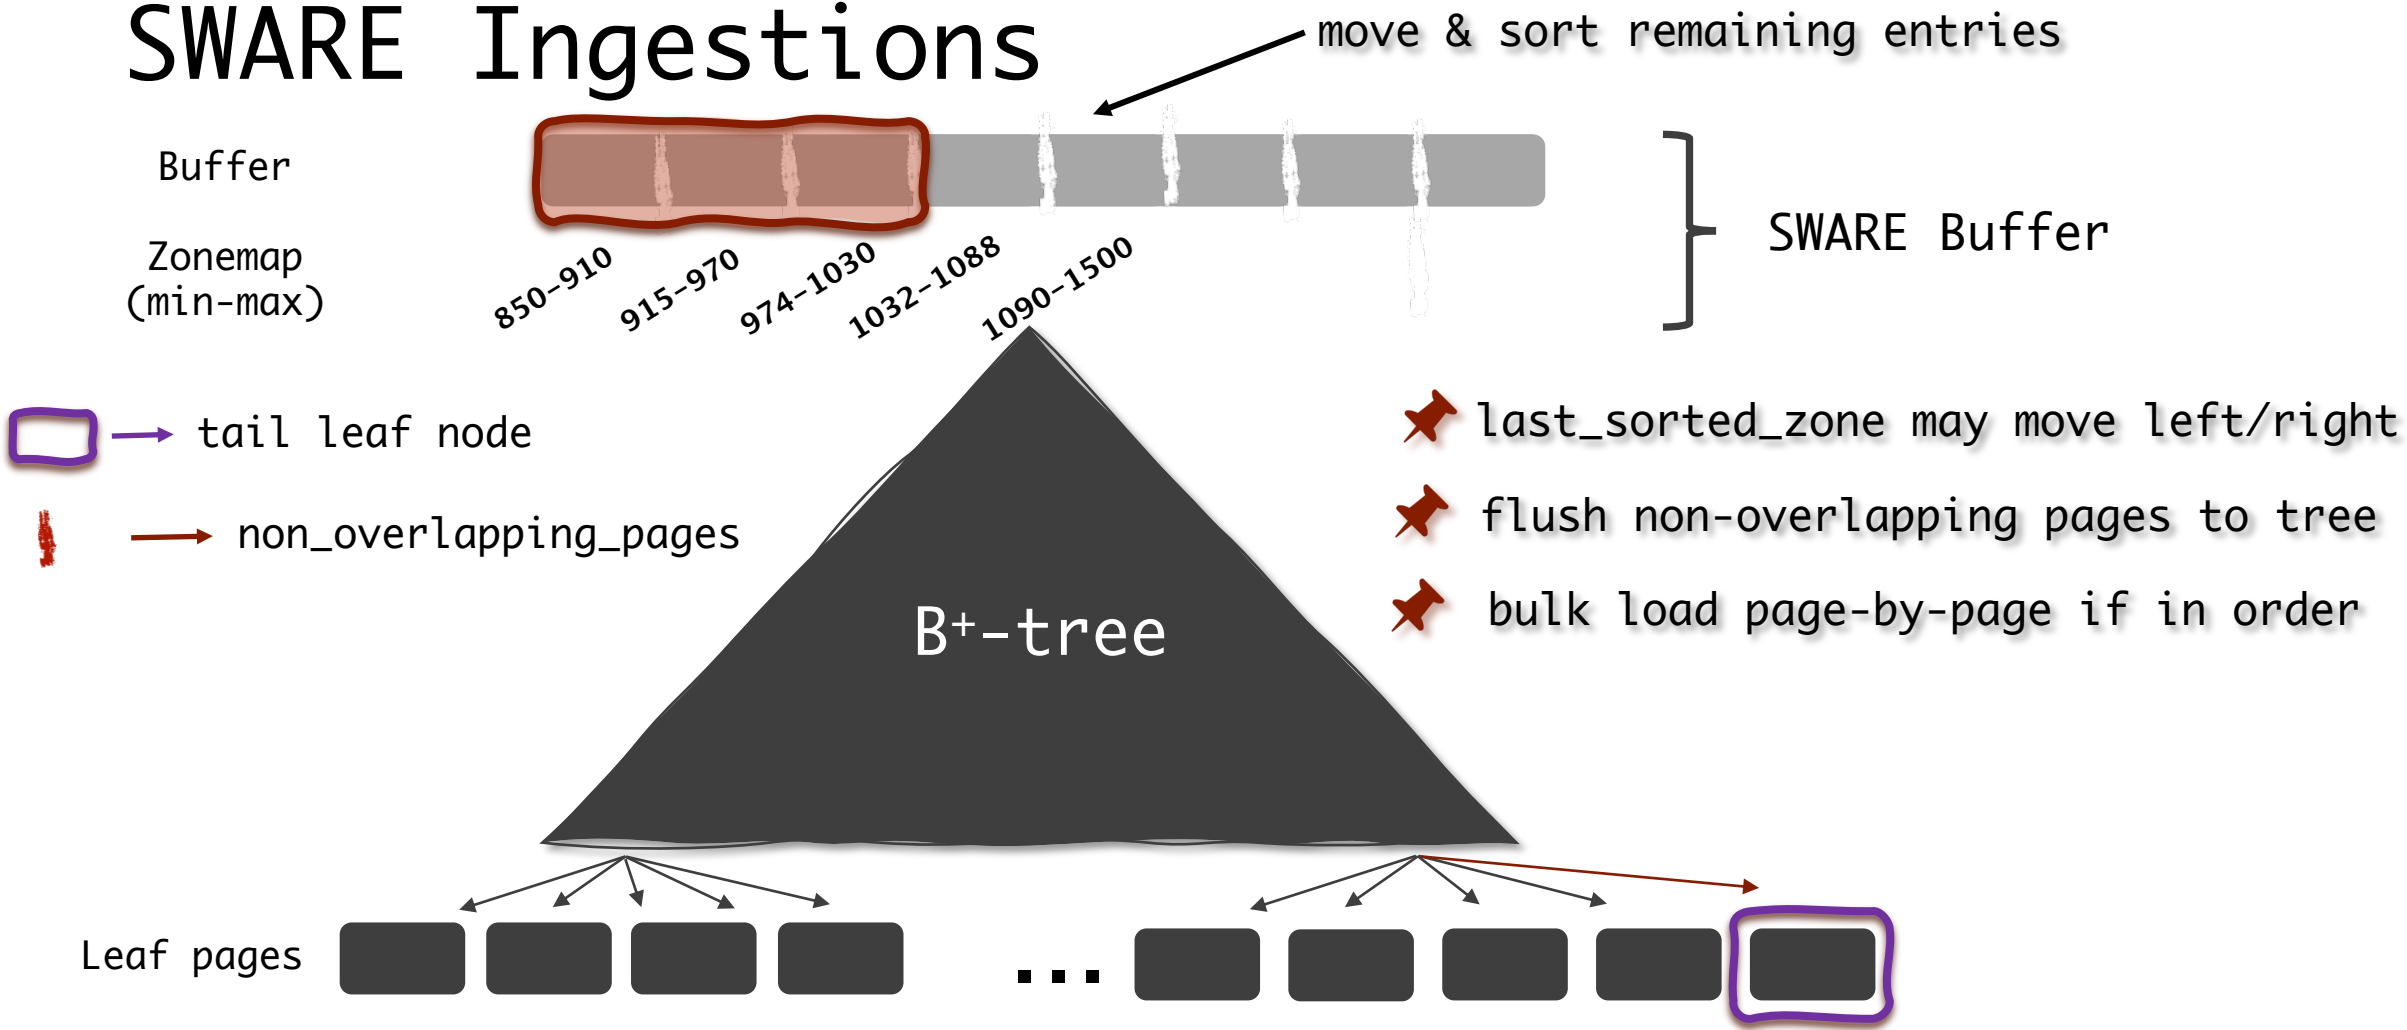 SWARE Ingestions
move & sort remaining entries
Buffer
Zonemap
(min-max)
850-910
915-970
974-1030
1032-1088
1090-1500
SWARE Buffer
tail leaf node
non_overlapping_pages
last_sorted_zone may move left/right
flush non-overlapping pages to tree
bulk load page-by-page if in order
B⁺-tree
Leaf pages
...